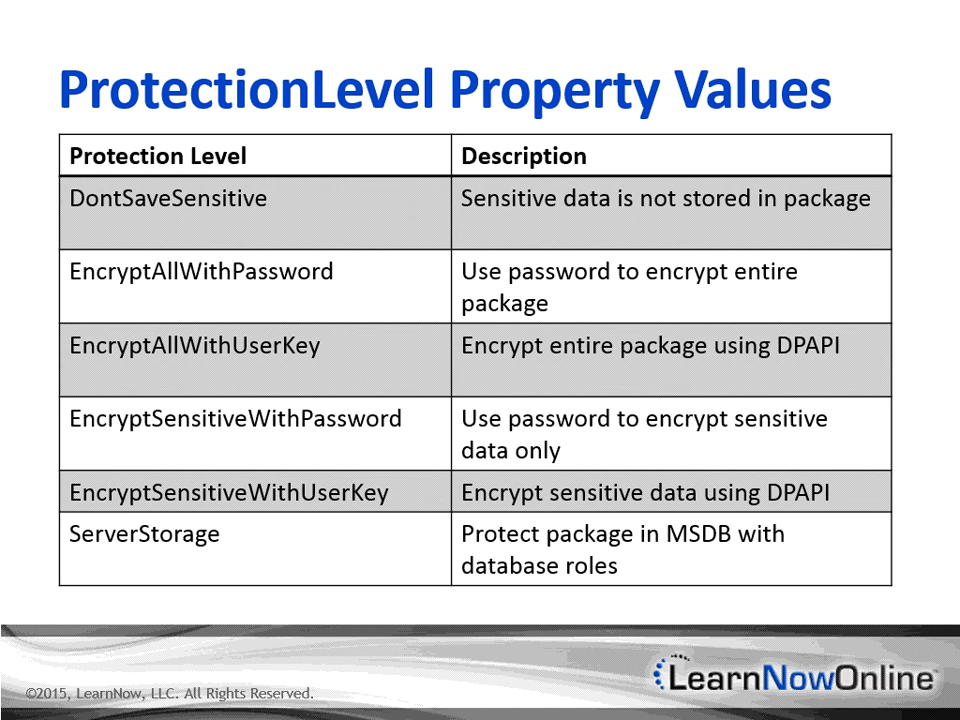 ProtectionLevel Property Values
Protection Level
Description
DontSaveSensitive
Sensitive data is not stored in package
EncryptAllWithPassword
Use password to encrypt entire
package
EncryptAllWithUserKey
Encrypt entire package using DPAPI
EncryptSensitiveWithPassword
Use password to encrypt sensitive
data only
EncryptSensitiveWithUserKey
Encrypt sensitive data using DPAPI
ServerStorage
Protect package in MSDB with
database roles
©2015, LearnNow, LLC. All Rights Reserved.
LearnNowOnline